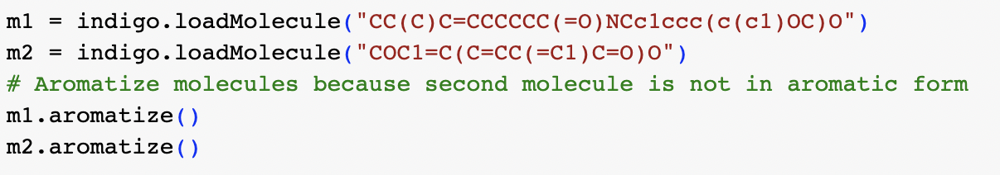 m1 = indigo.loadMolecule("CC(C)C=CCCCCC(=O)NCc1ccc(c(c1)OC)O")
m2 = indigo.loadMolecule("COC1=C(C=CC(=C1)C=O)O")
# Aromatize molecules because second molecule is not in aromatic form
m1.aromatize()
m2.aromatize()